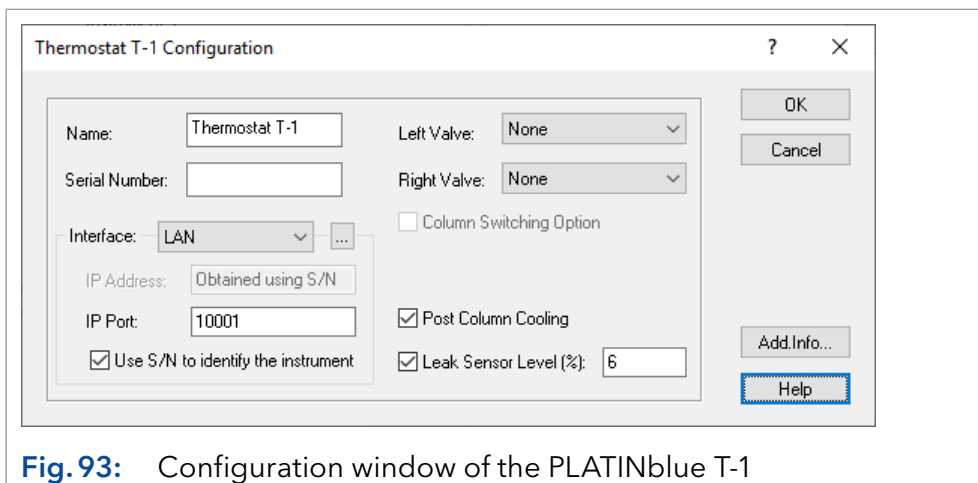 Thermostat T-1 Configuration ? ×
Name: Thermostat T-1
Serial Number:
Interface: LAN ...
IP Address: Obtained using S/N
IP Port: 10001
Use S/N to identify the instrument
Left Valve: None
Right Valve: None
Column Switching Option
Post Column Cooling
Leak Sensor Level (%): 6
OK
Cancel
Add.Info...
Help
Fig. 93: Configuration window of the PLATINblue T-1